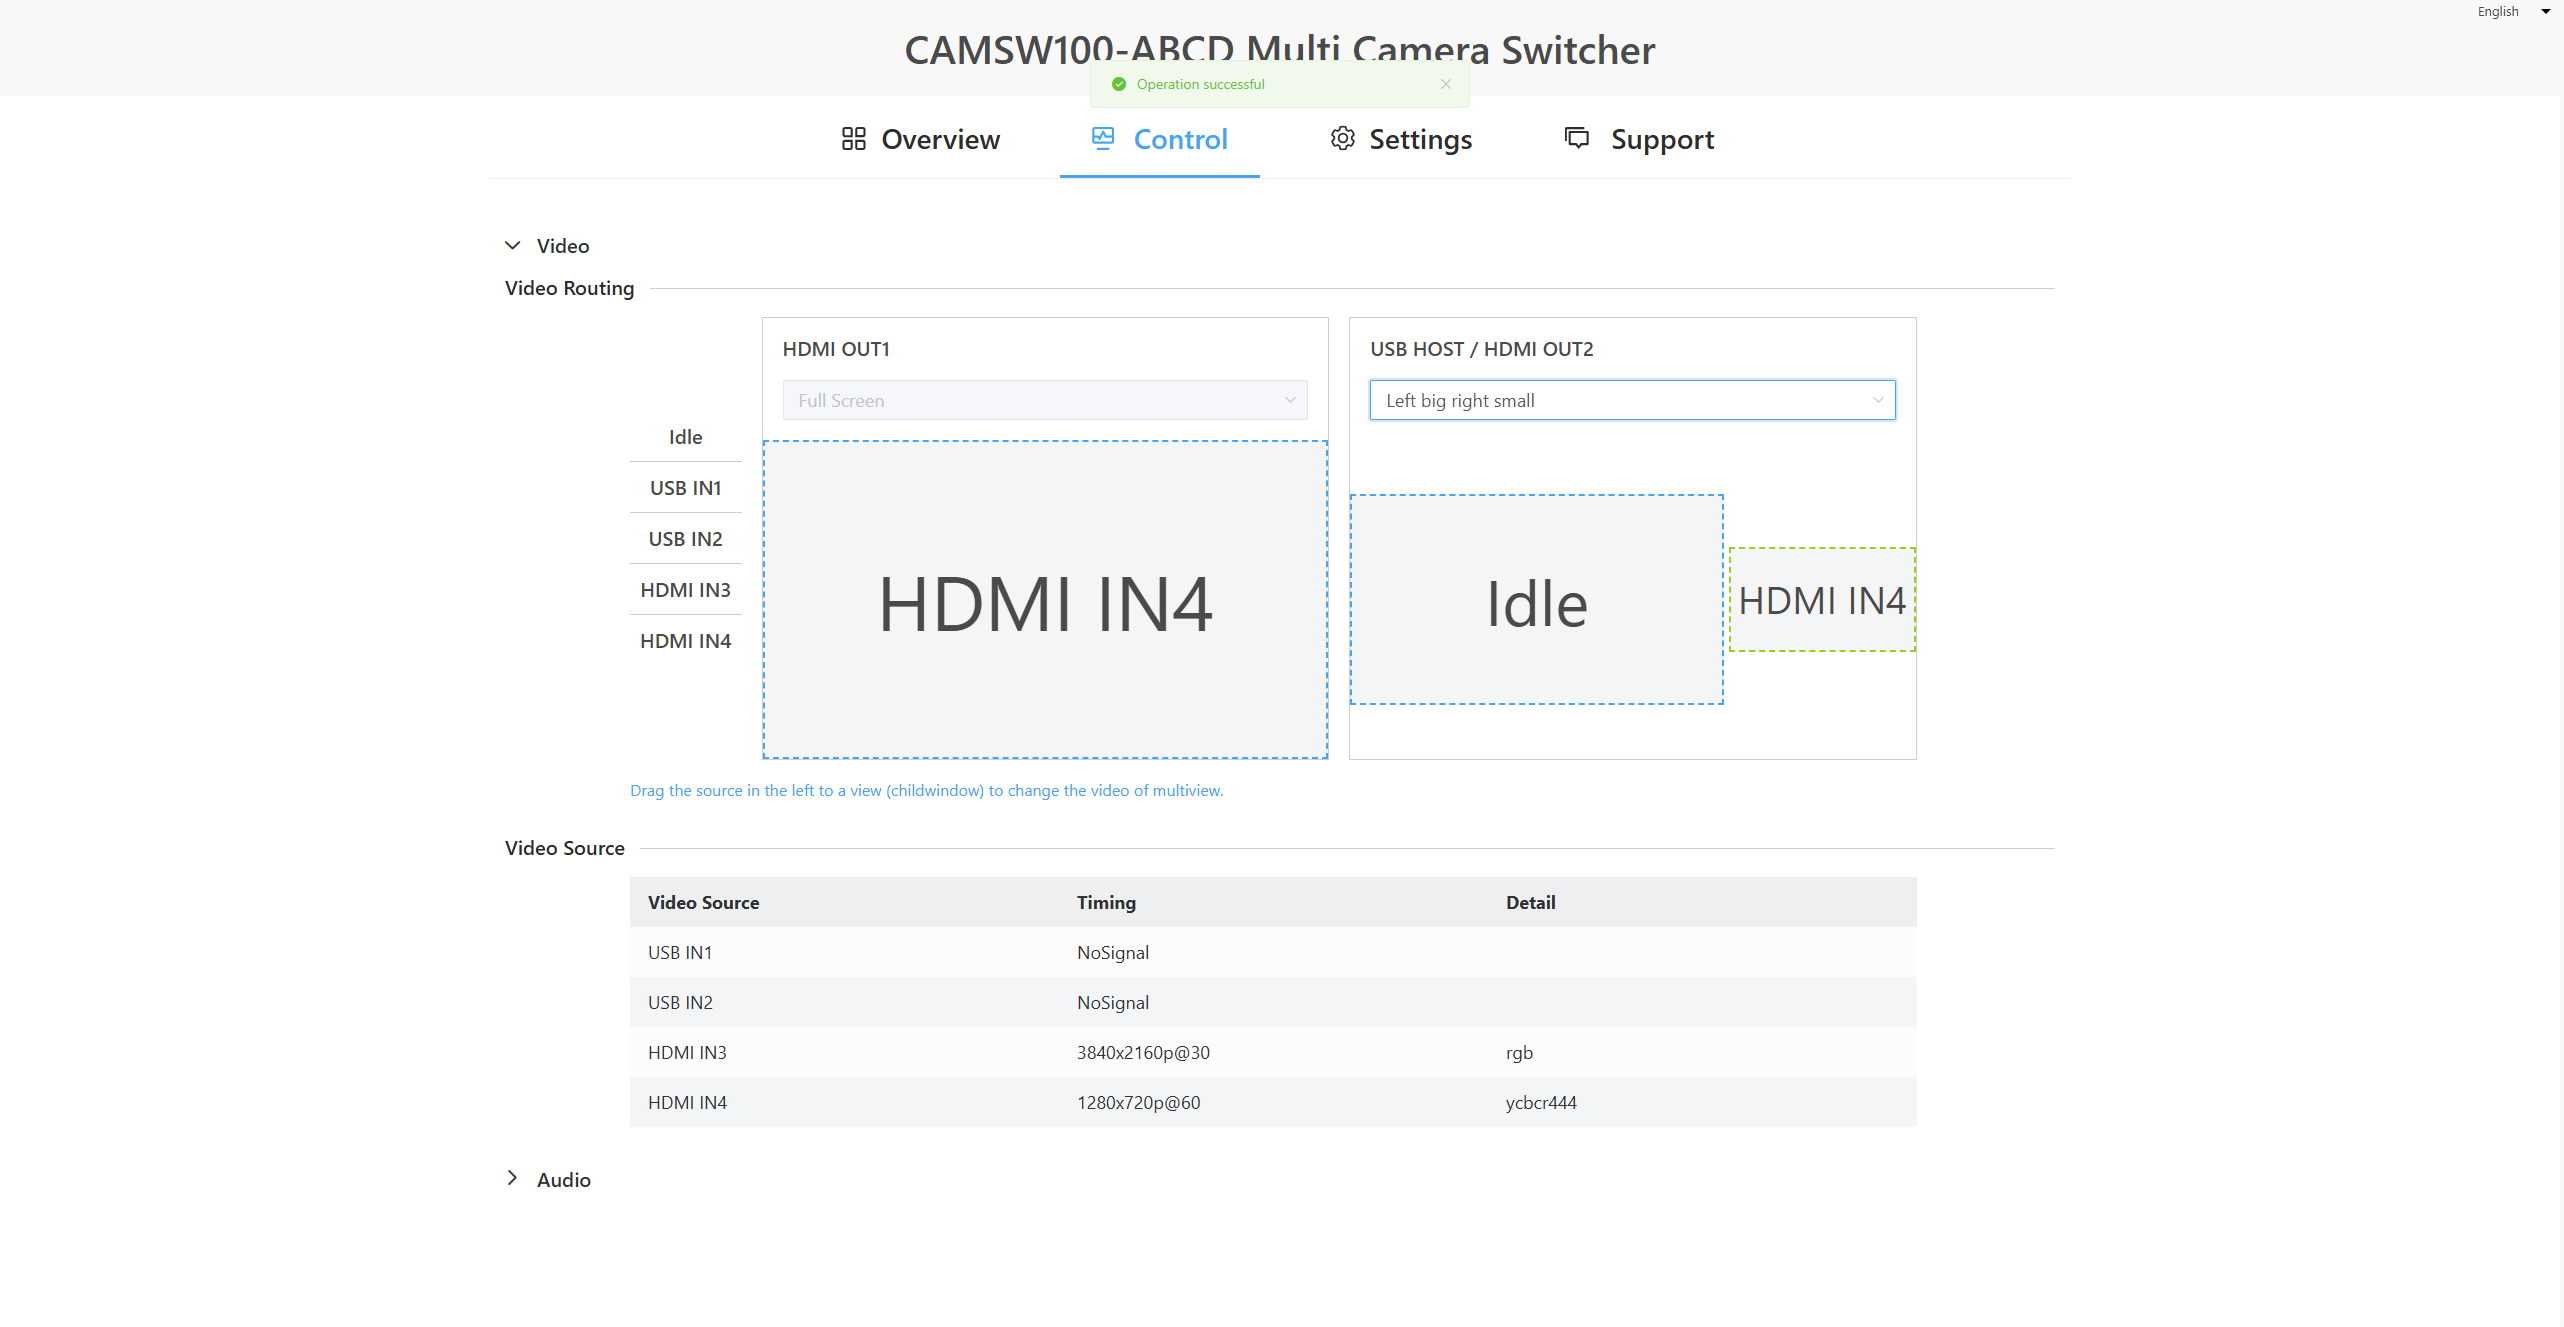 English
CAMSW100-ABCD Multi Camera Switcher
Operation successful
Overview
Control
Settings
Support
Video
Video Routing
HDMI OUT1
USB HOST / HDMI OUT2
Full Screen
Left big right small
Idle
USB IN1
USB IN2
HDMI IN3
HDMI IN4
HDMI IN4
Idle
HDMI IN4
Drag the source in the left to a view (childwindow) to change the video of multiview.
Video Source
Video Source Timing Detail
USB IN1 NoSignal
USB IN2 NoSignal
HDMI IN3 3840x2160p@30 rgb
HDMI IN4 1280x720p@60 ycbcr444
Audio